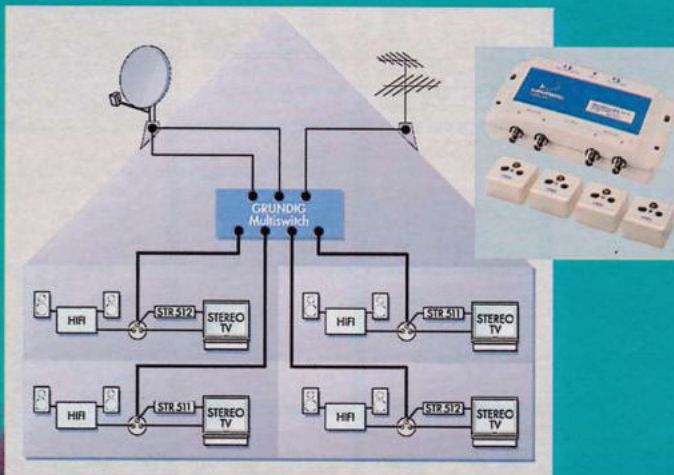 GRUNDIG
Multiswitch
HIFI
STR-512
STEREO
TV
HIFI
STR-511
STEREO
TV
HIFI
STR-511
STEREO
TV
HIFI
STR-512
STEREO
TV